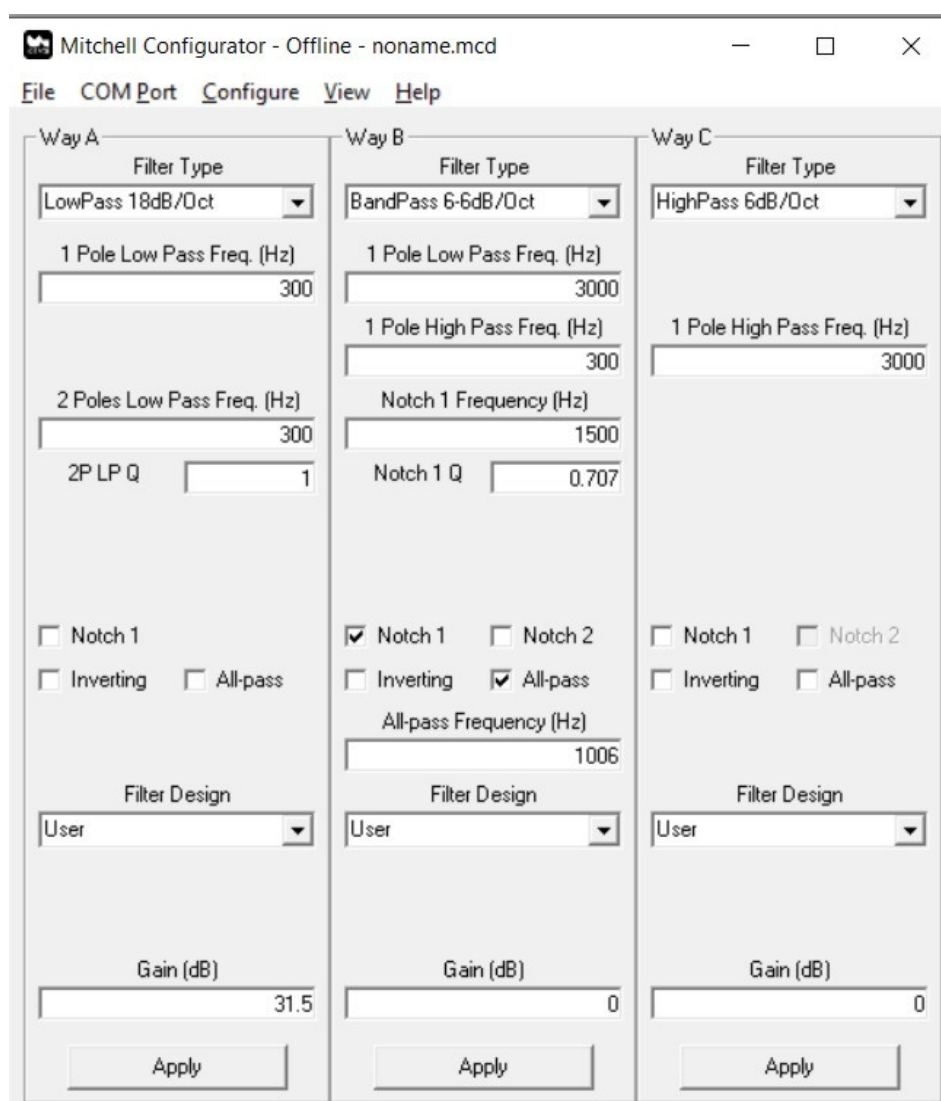 Mitchell Configurator - Offline - noname.mcd
File COM Port Configure View Help
Way A
Filter Type
LowPass 18dB/Oct
1 Pole Low Pass Freq. (Hz)
300
2 Poles Low Pass Freq. (Hz)
300
2P LP Q 1
Notch 1
Inverting All-pass
Filter Design
User
Gain (dB)
31.5
Apply
Way B
Filter Type
BandPass 6-6dB/Oct
1 Pole Low Pass Freq. (Hz)
3000
1 Pole High Pass Freq. (Hz)
300
Notch 1 Frequency (Hz)
1500
Notch 1 Q 0.707
Notch 1 Notch 2
Inverting All-pass
All-pass Frequency (Hz)
1006
Filter Design
User
Gain (dB)
0
Apply
Way C
Filter Type
HighPass 6dB/Oct
1 Pole High Pass Freq. (Hz)
3000
Notch 1 Notch 2
Inverting All-pass
Filter Design
User
Gain (dB)
0
Apply